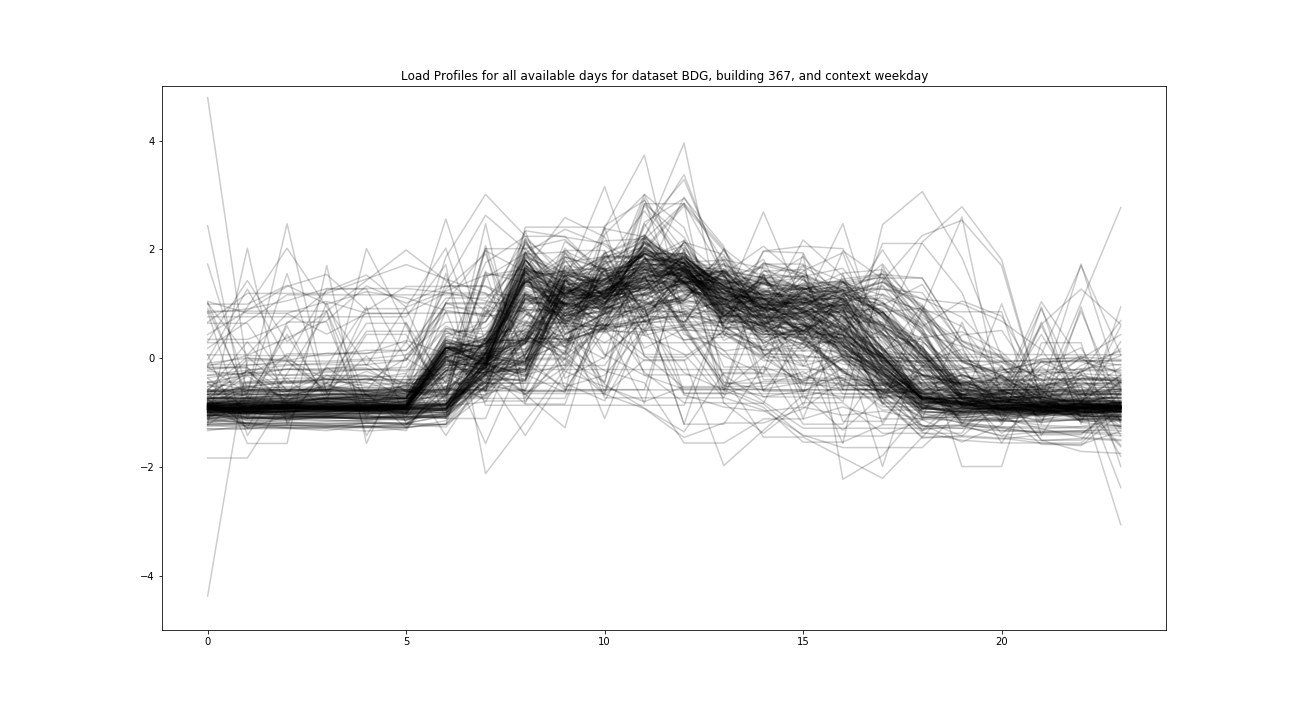 Load Profiles for all available days for dataset BDG, building 367, and context weekday
4
2
0
−2
−4
0 5 10 15 20